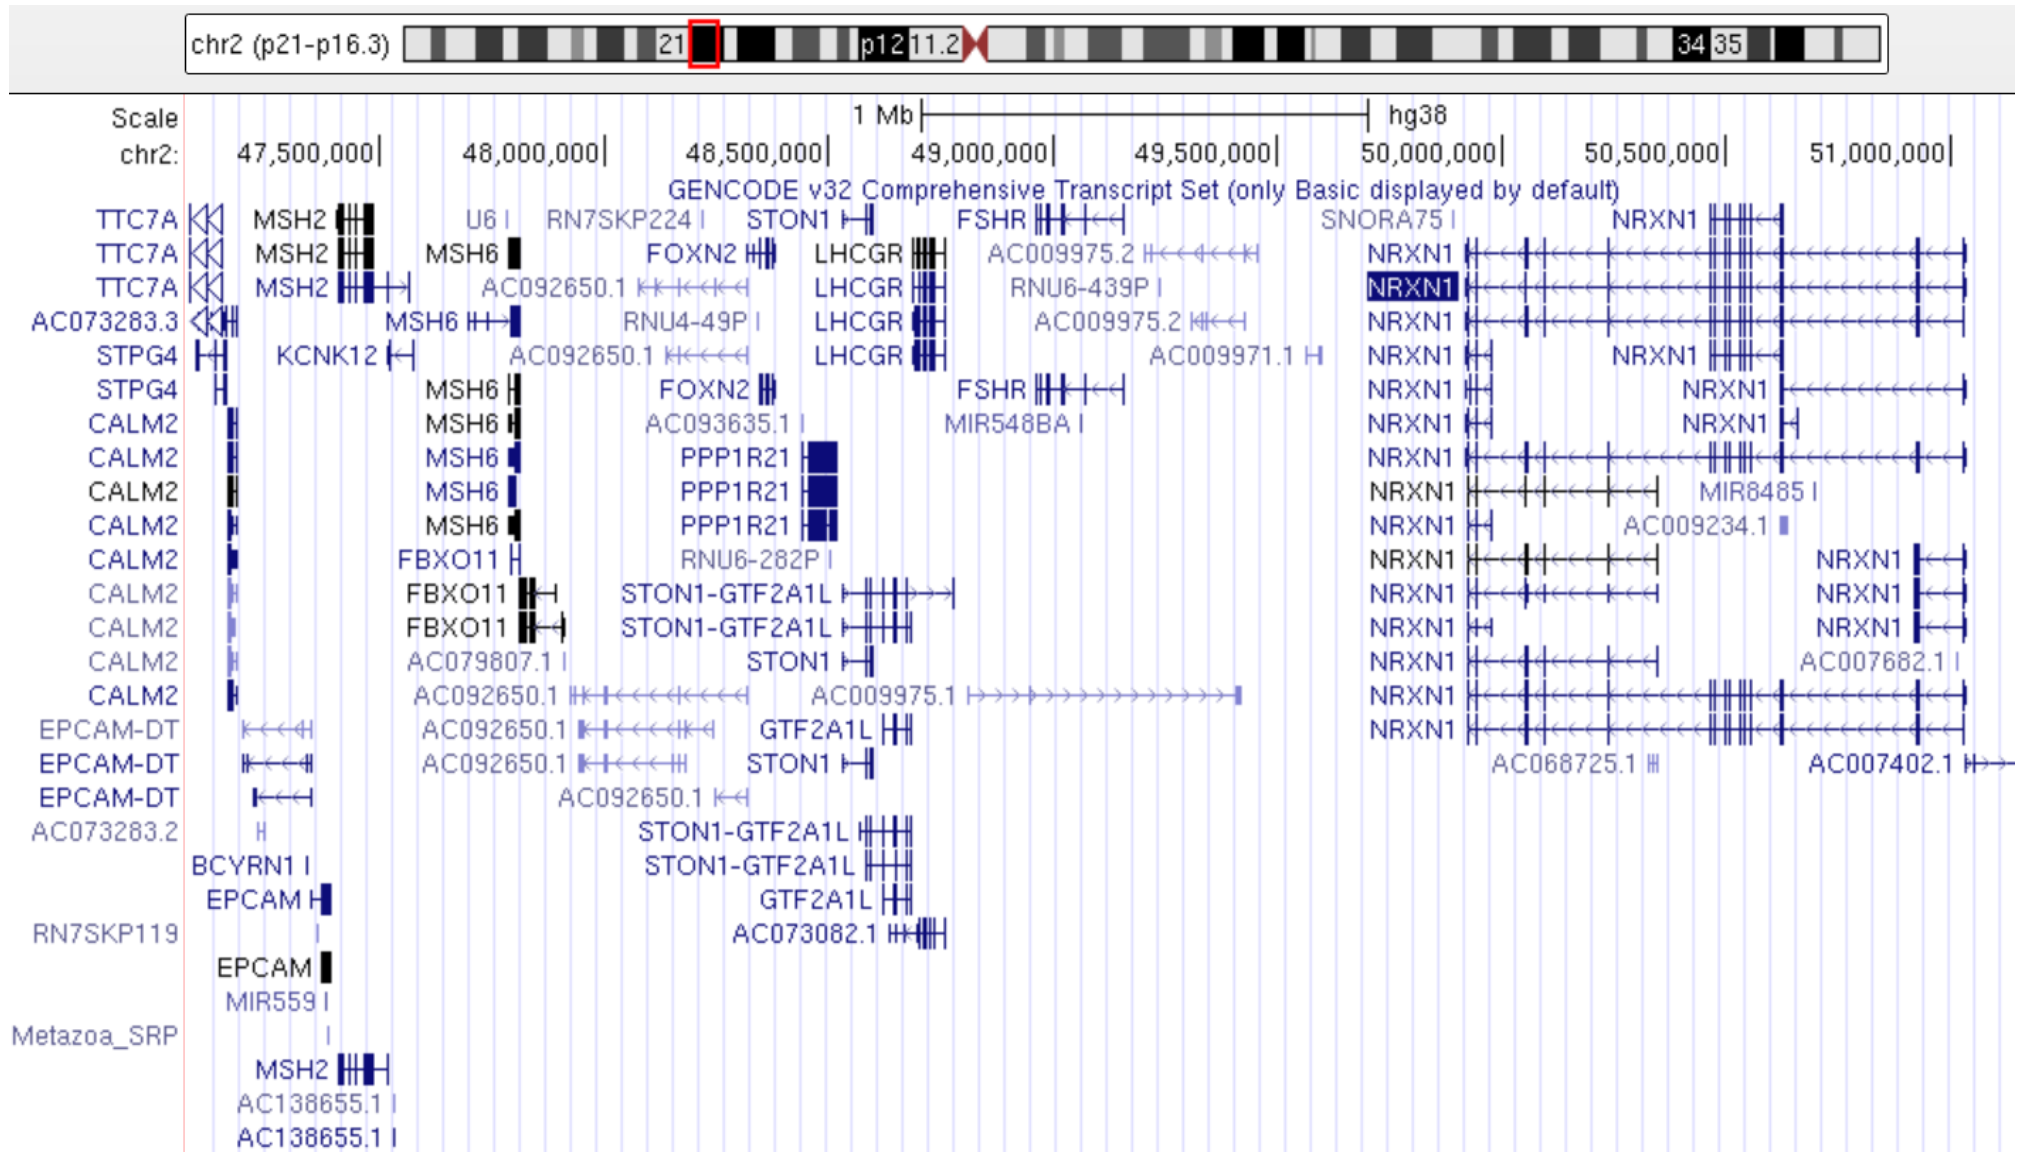 chr2 (p21-p16.3) 21 p12 11.2 34 35
Scale 1 Mb hg38
chr2: 47,500,000 48,000,000 48,500,000 49,000,000 49,500,000 50,000,000 50,500,000 51,000,000
GENCODE v32 Comprehensive Transcript Set (only Basic displayed by default)
TTC7A MSH2 U6 RN7SKP224 STON1 FSHR SNORA75 NRXN1
TTC7A MSH2 MSH6 FOXN2 LHCGR AC009975.2 NRXN1
TTC7A MSH2 AC092650.1 LHCGR RNU6-439P NRXN1
AC073283.3 MSH6 RNU4-49P LHCGR AC009975.2 NRXN1
STPG4 KCNK12 AC092650.1 LHCGR AC009971.1 NRXN1 NRXN1
STPG4 MSH6 FOXN2 FSHR NRXN1 NRXN1
CALM2 MSH6 AC093635.1 MIR548BA NRXN1 NRXN1
CALM2 MSH6 PPP1R21 NRXN1
CALM2 MSH6 PPP1R21 NRXN1 MIR8485
CALM2 MSH6 PPP1R21 NRXN1 AC009234.1
CALM2 FBXO11 RNU6-282P NRXN1 NRXN1
CALM2 FBXO11 STON1-GTF2A1L NRXN1 NRXN1
CALM2 FBXO11 STON1-GTF2A1L NRXN1 NRXN1
CALM2 AC079807.1 STON1 NRXN1 AC007682.1
CALM2 AC092650.1 AC009975.1 NRXN1
EPCAM-DT AC092650.1 GTF2A1L NRXN1
EPCAM-DT AC092650.1 STON1 AC068725.1 AC007402.1
EPCAM-DT AC092650.1
AC073283.2 STON1-GTF2A1L
BCYRN1 STON1-GTF2A1L
EPCAM GTF2A1L
RN7SKP119 AC073082.1
EPCAM
MIR559
Metazoa_SRP
MSH2
AC138655.1
AC138655.1